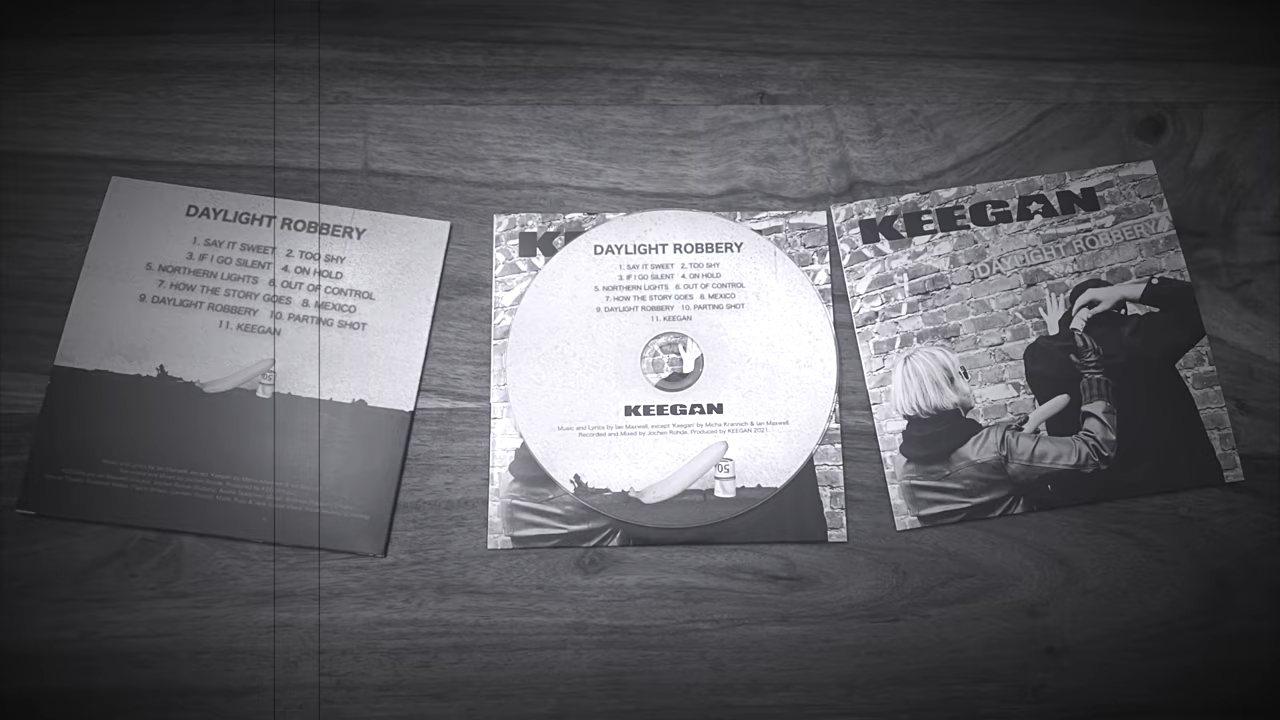 DAYLIGHT ROBBERY
1. SAY IT SWEET 2. TOO SHY
3. IF I GO SILENT 4. ON HOLD
5. NORTHERN LIGHTS 6. OUT OF CONTROL
7. HOW THE STORY GOES 8. MEXICO
9. DAYLIGHT ROBBERY 10. PARTING SHOT
11. KEEGAN
DAYLIGHT ROBBERY
1. SAY IT SWEET 2. TOO SHY
3. IF I GO SILENT 4. ON HOLD
5. NORTHERN LIGHTS 6. OUT OF CONTROL
7. HOW THE STORY GOES 8. MEXICO
9. DAYLIGHT ROBBERY 10. PARTING SHOT
11. KEEGAN
KEEGAN
Music and Lyrics by Ian Maxwell, except 'Keegan' by Micha Krannich & Ian Maxwell.
Recorded and Mixed by Jochen Rohda. Produced by KEEGAN 2021.
KEEGAN
DAYLIGHT ROBBERY